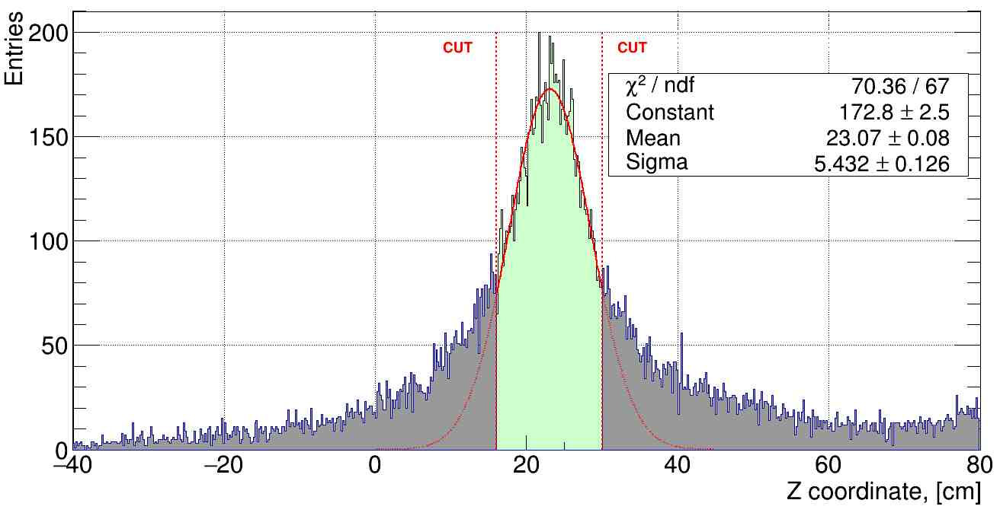 Entries
200
150
100
50
0
CUT
CUT
χ² / ndf 70.36 / 67
Constant 172.8 ± 2.5
Mean 23.07 ± 0.08
Sigma 5.432 ± 0.126
−40 −20 0 20 40 60 80
Z coordinate, [cm]